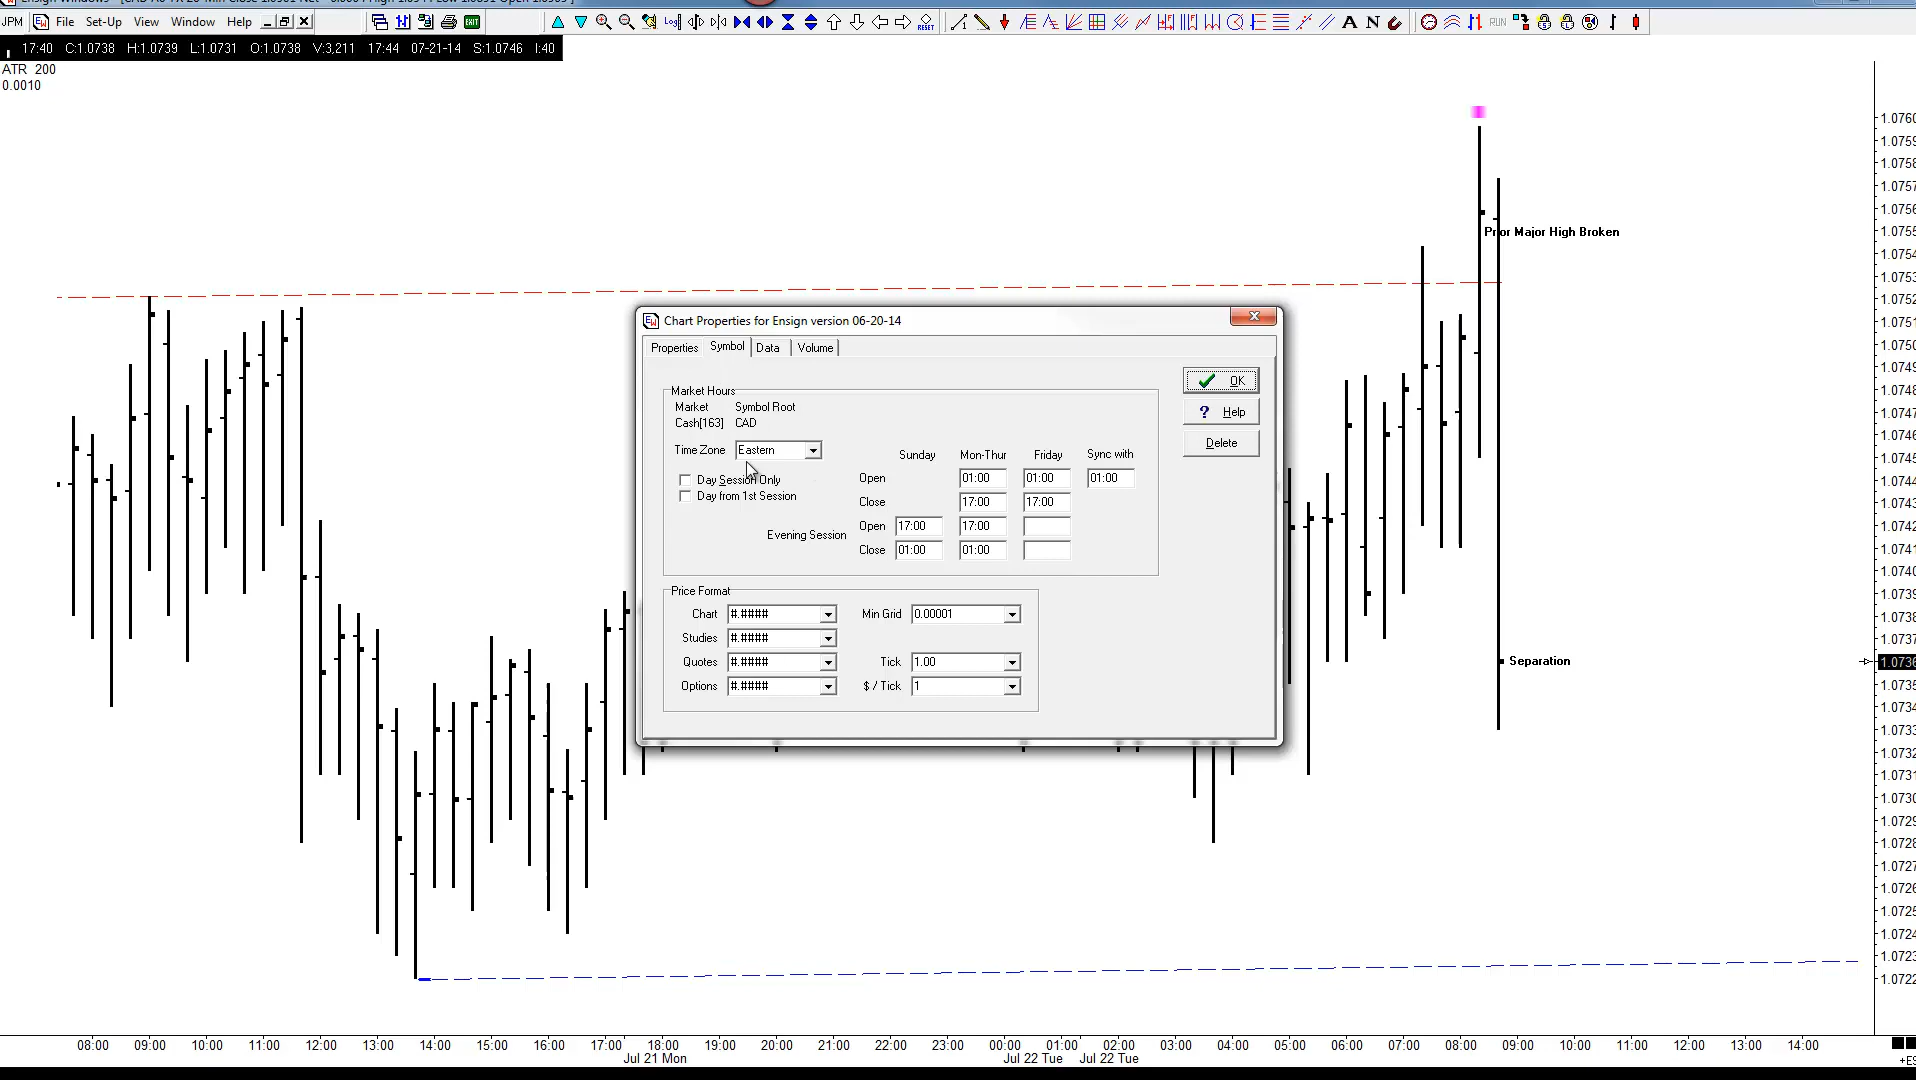 JPM File Set-Up View Window Help EXIT Log RESET A N RUN
17:40 C:1.0738 H:1.0739 L:1.0731 O:1.0738 V:3,211 17:44 07-21-14 S:1.0746 I:40
ATR 200
0.0010
Prior Major High Broken
Separation
Chart Properties for Ensign version 06-20-14
Properties Symbol Data Volume
Market Hours
Market Symbol Root
Cash[163] CAD
Time Zone Eastern
Day Session Only
Day from 1st Session
Sunday Mon-Thur Friday Sync with
Open 01:00 01:00 01:00
Close 17:00 17:00
Evening Session
Open 17:00 17:00
Close 01:00 01:00
Price Format
Chart #.#### Min Grid 0.00001
Studies #.####
Quotes #.#### Tick 1.00
Options #.#### $ / Tick 1
OK
? Help
Delete
1.0760
1.0759
1.0758
1.0757
1.0756
1.0755
1.0754
1.0753
1.0752
1.0751
1.0750
1.0749
1.0748
1.0747
1.0746
1.0745
1.0744
1.0743
1.0742
1.0741
1.0740
1.0739
1.0738
1.0737
1.0736
1.0735
1.0734
1.0733
1.0732
1.0731
1.0730
1.0729
1.0728
1.0727
1.0726
1.0725
1.0724
1.0723
1.0722
08:00 09:00 10:00 11:00 12:00 13:00 14:00 15:00 16:00 17:00 19:00 20:00 21:00 22:00 23:00 00:00 01:00 02:00 03:00 04:00 05:00 06:00 07:00 08:00 09:00 10:00 11:00 12:00 13:00 14:00
Jul 21 Mon Jul 22 Tue Jul 22 Tue